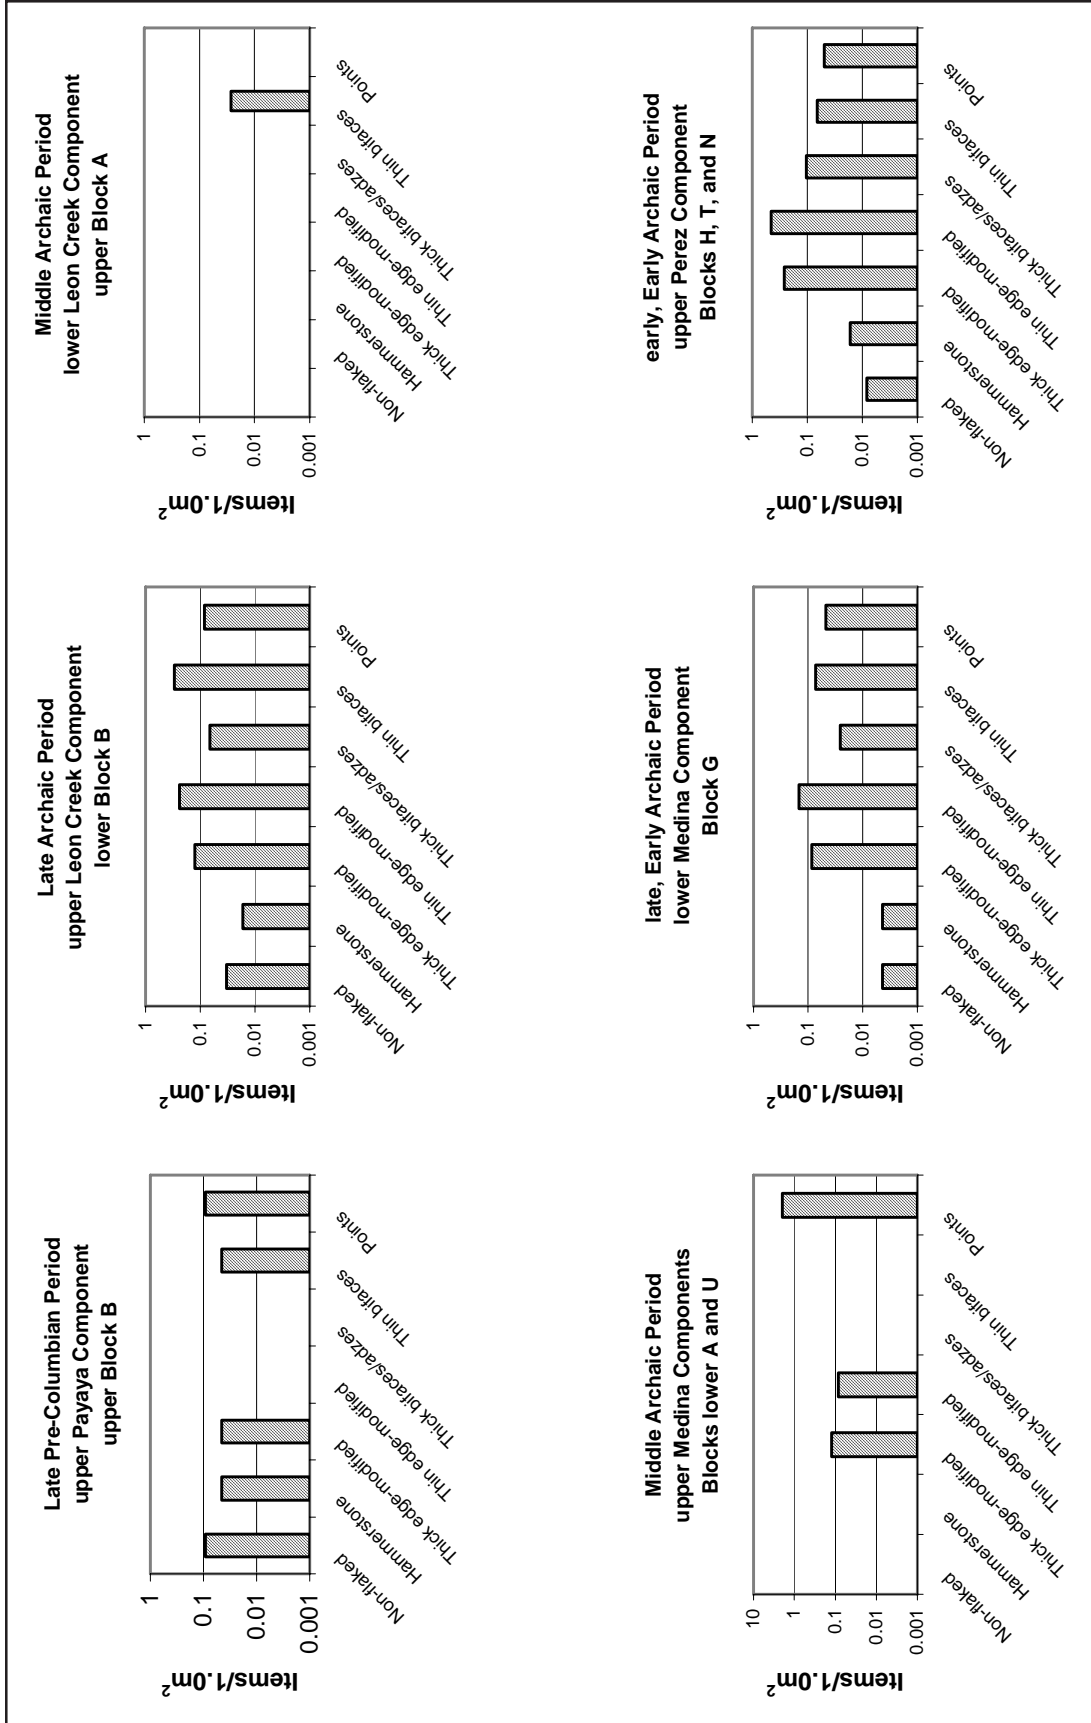 Late Pre-Columbian Period
upper Payaya Component
upper Block B
Items/1.0m²
1
0.1
0.01
0.001
Non-flaked
Hammerstone
Thick edge-modified
Thin edge-modified
Thick bifaces/adzes
Thin bifaces
Points
Late Archaic Period
upper Leon Creek Component
lower Block B
Items/1.0m²
1
0.1
0.01
0.001
Non-flaked
Hammerstone
Thick edge-modified
Thin edge-modified
Thick bifaces/adzes
Thin bifaces
Points
Middle Archaic Period
lower Leon Creek Component
upper Block A
Items/1.0m²
1
0.1
0.01
0.001
Non-flaked
Hammerstone
Thick edge-modified
Thin edge-modified
Thick bifaces/adzes
Thin bifaces
Points
Middle Archaic Period
upper Medina Components
Blocks lower A and U
Items/1.0m²
10
1
0.1
0.01
0.001
Non-flaked
Hammerstone
Thick edge-modified
Thin edge-modified
Thick bifaces/adzes
Thin bifaces
Points
late, Early Archaic Period
lower Medina Component
Block G
Items/1.0m²
1
0.1
0.01
0.001
Non-flaked
Hammerstone
Thick edge-modified
Thin edge-modified
Thick bifaces/adzes
Thin bifaces
Points
early, Early Archaic Period
upper Perez Component
Blocks H, T, and N
Items/1.0m²
1
0.1
0.01
0.001
Non-flaked
Hammerstone
Thick edge-modified
Thin edge-modified
Thick bifaces/adzes
Thin bifaces
Points